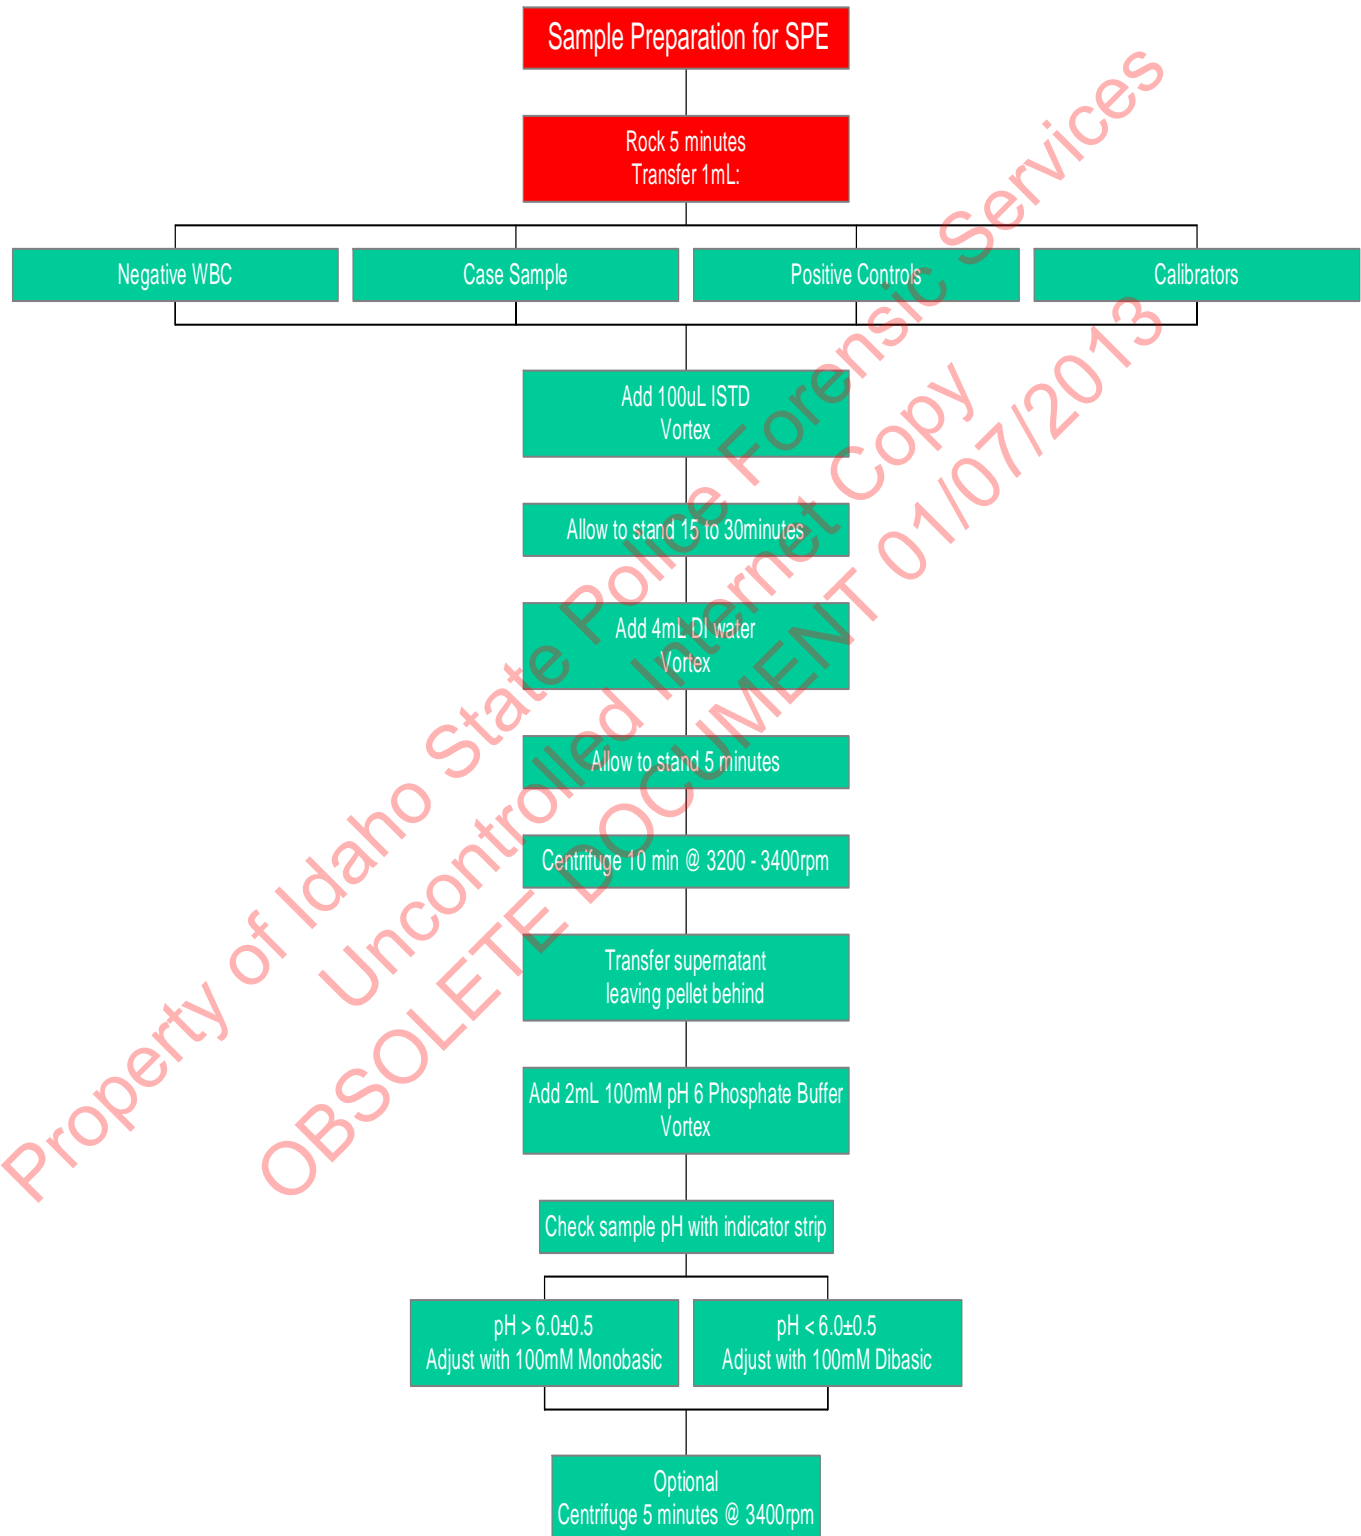 Sample Preparation for SPE
Rock 5 minutes
Transfer 1mL:
Negative WBC
Case Sample
Positive Controls
Calibrators
Add 100uL ISTD
Vortex
Allow to stand 15 to 30minutes
Add 4mL DI water
Vortex
Allow to stand 5 minutes
Centrifuge 10 min @ 3200 - 3400rpm
Transfer supernatant
leaving pellet behind
Add 2mL 100mM pH 6 Phosphate Buffer
Vortex
Check sample pH with indicator strip
pH > 6.0±0.5
Adjust with 100mM Monobasic
pH < 6.0±0.5
Adjust with 100mM Dibasic
Optional
Centrifuge 5 minutes @ 3400rpm
Property of Idaho State Police Forensic Services
Uncontrolled Internet Copy
OBSOLETE DOCUMENT 01/07/2013